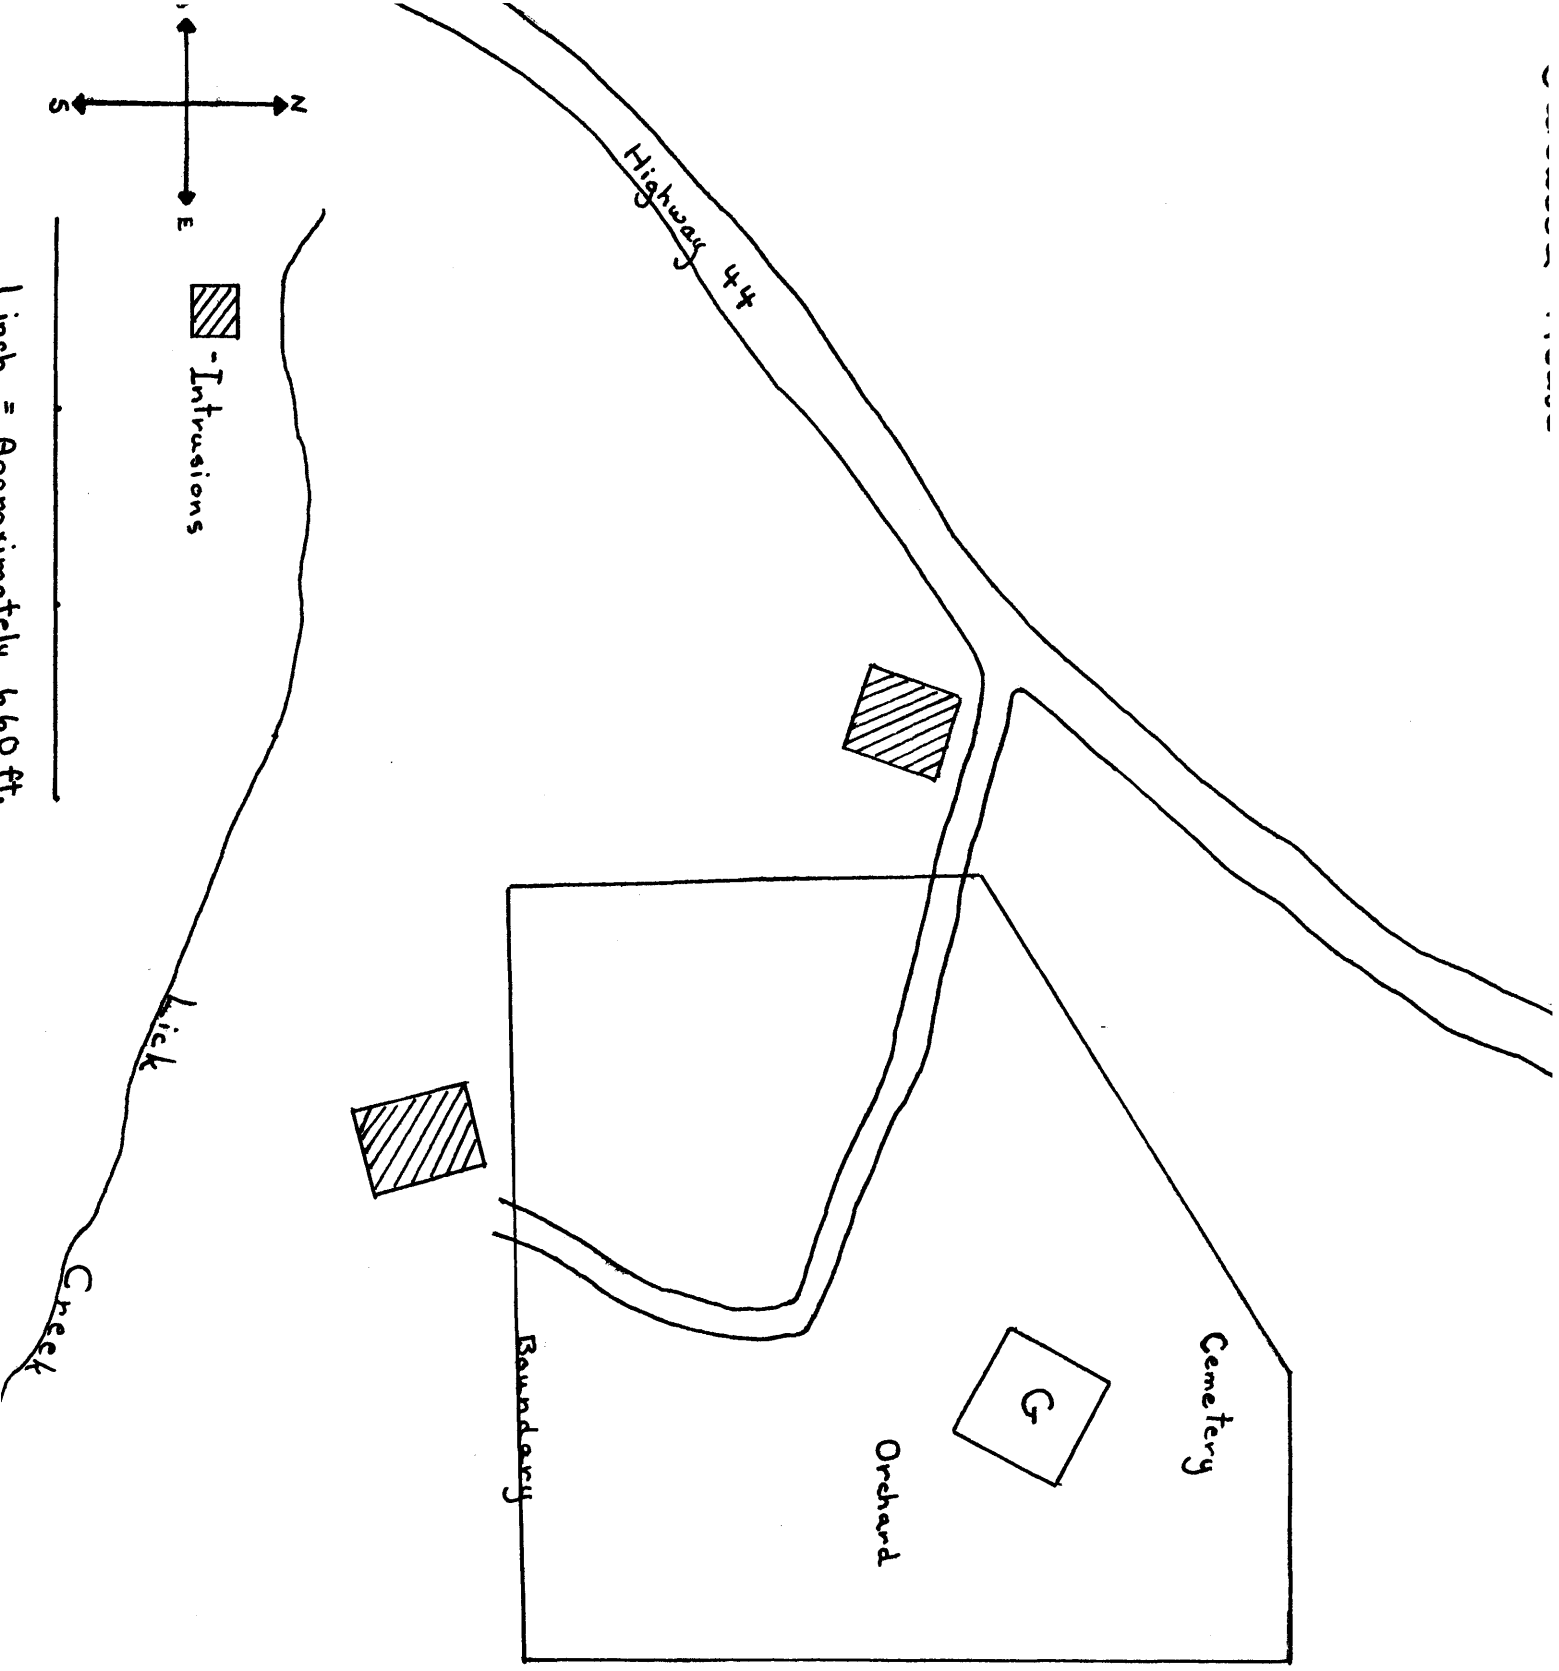 Highway 44
N
S
E
- Intrusions
Cemetery
G
Orchard
Boundary
Lick Creek
1 inch = Approximately 660 ft.